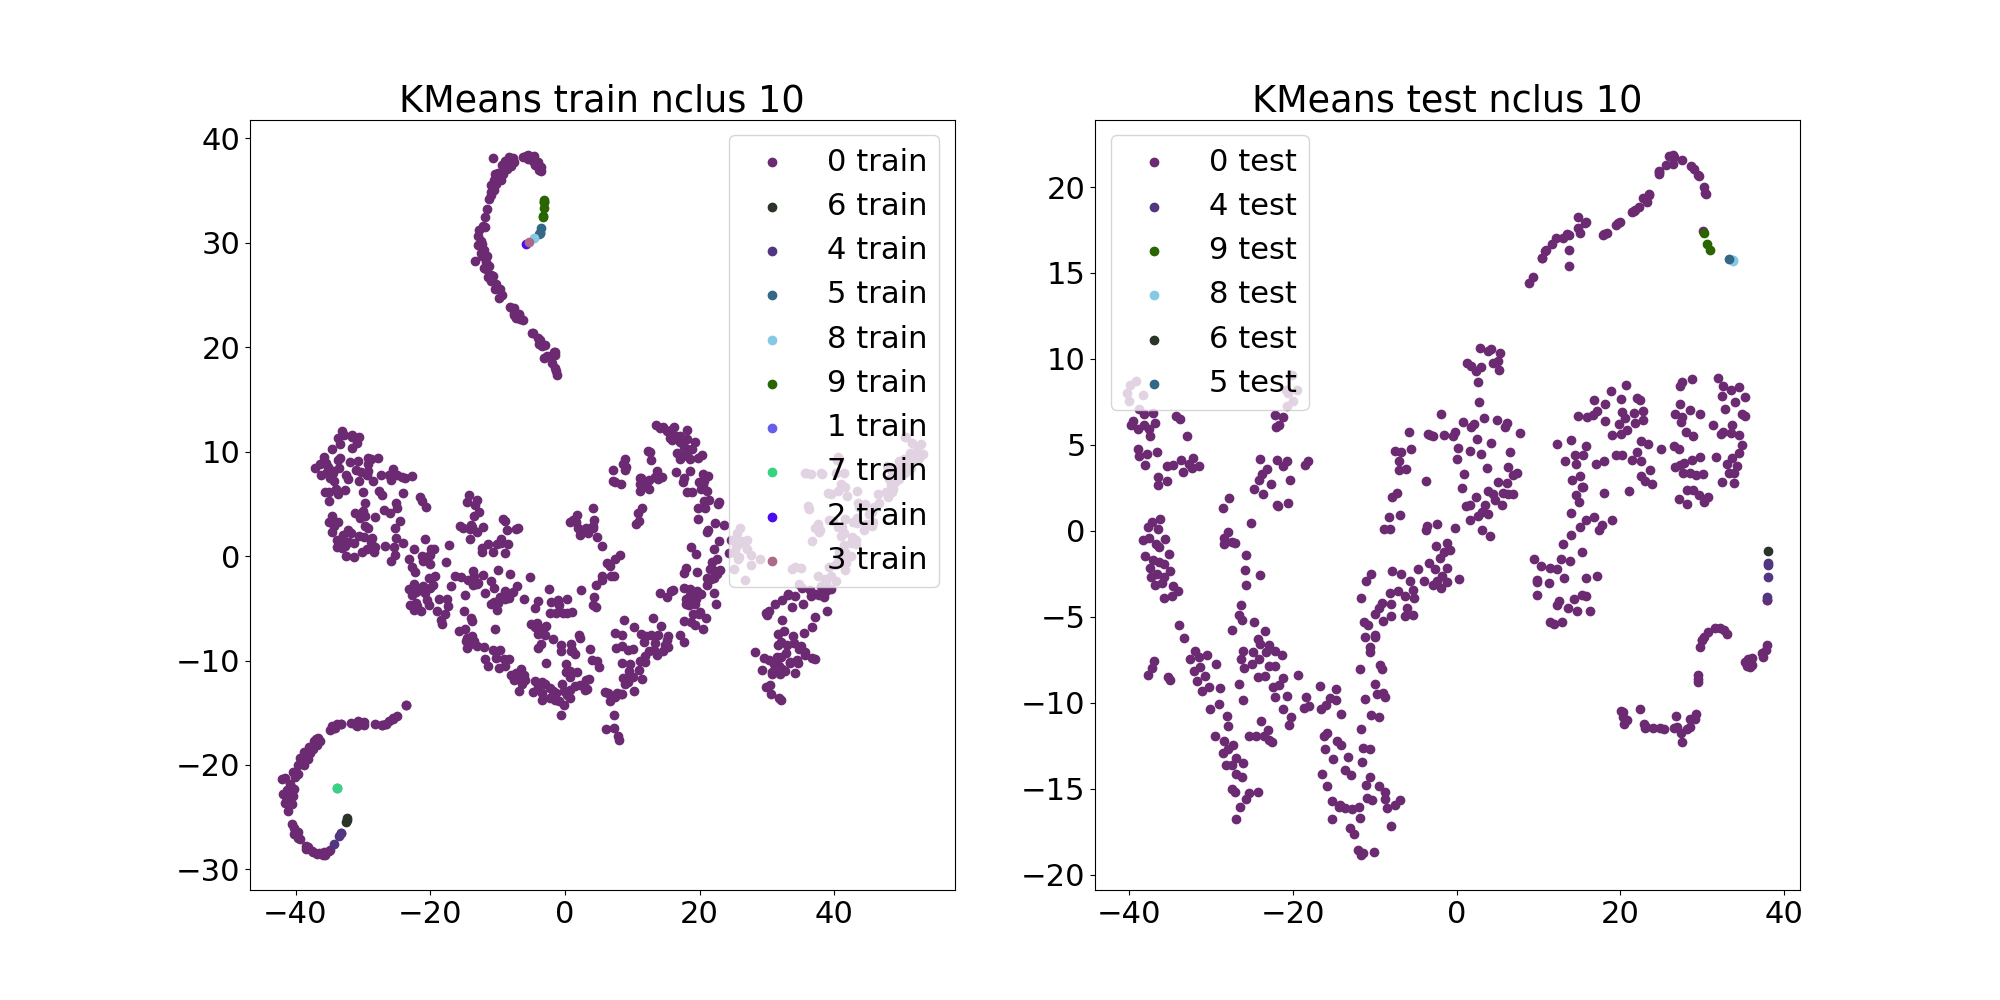 KMeans train nclus 10
40
30
20
10
0
−10
−20
−30
−40
−20
0
20
40
0 train
6 train
4 train
5 train
8 train
9 train
1 train
7 train
2 train
3 train
KMeans test nclus 10
20
15
10
5
0
−5
−10
−15
−20
−40
−20
0
20
40
0 test
4 test
9 test
8 test
6 test
5 test